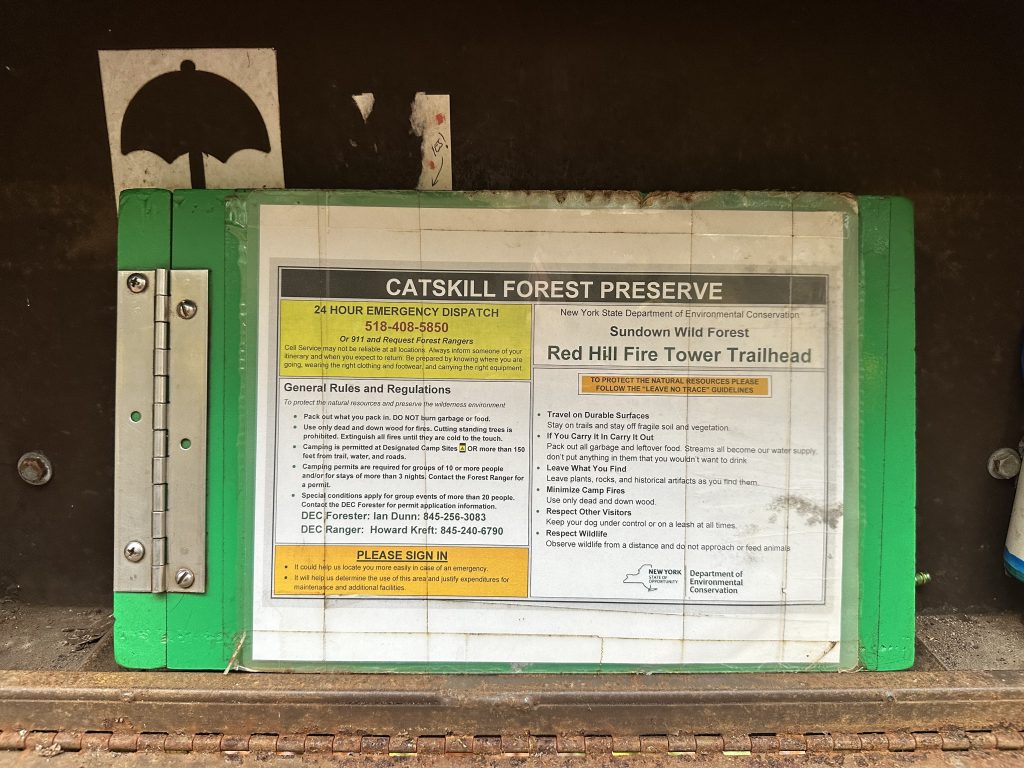 (ES!)
CATSKILL FOREST PRESERVE
24 HOUR EMERGENCY DISPATCH
518-408-5850
Or 911 and Request Forest Rangers
Cell Service may not be reliable at all locations. Always inform someone of your
itinerary and when you expect to return. Be prepared by knowing where you are
going, wearing the right clothing and footwear, and carrying the right equipment.
General Rules and Regulations
To protect the natural resources and preserve the wilderness environment
• Pack out what you pack in. DO NOT burn garbage or food.
• Use only dead and down wood for fires. Cutting standing trees is
prohibited. Extinguish all fires until they are cold to the touch.
• Camping is permitted at Designated Camp Sites OR more than 150
feet from trail, water, and roads.
• Camping permits are required for groups of 10 or more people
and/or for stays of more than 3 nights. Contact the Forest Ranger for
a permit.
• Special conditions apply for group events of more than 20 people.
Contact the DEC Forester for permit application information.
DEC Forester: Ian Dunn: 845-256-3083
DEC Ranger: Howard Kreft: 845-240-6790
PLEASE SIGN IN
• It could help us locate you more easily in case of an emergency.
• It will help us determine the use of this area and justify expenditures for
maintenance and additional facilities.
New York State Department of Environmental Conservation
Sundown Wild Forest
Red Hill Fire Tower Trailhead
TO PROTECT THE NATURAL RESOURCES PLEASE
FOLLOW THE "LEAVE NO TRACE" GUIDELINES
• Travel on Durable Surfaces
Stay on trails and stay off fragile soil and vegetation.
• If You Carry It In Carry It Out
Pack out all garbage and leftover food. Streams all become our water supply,
don't put anything in them that you wouldn't want to drink
• Leave What You Find
Leave plants, rocks, and historical artifacts as you find them.
• Minimize Camp Fires
Use only dead and down wood.
• Respect Other Visitors
Keep your dog under control or on a leash at all times.
• Respect Wildlife
Observe wildlife from a distance and do not approach or feed animals
NEW YORK
STATE OF
OPPORTUNITY
Department of
Environmental
Conservation